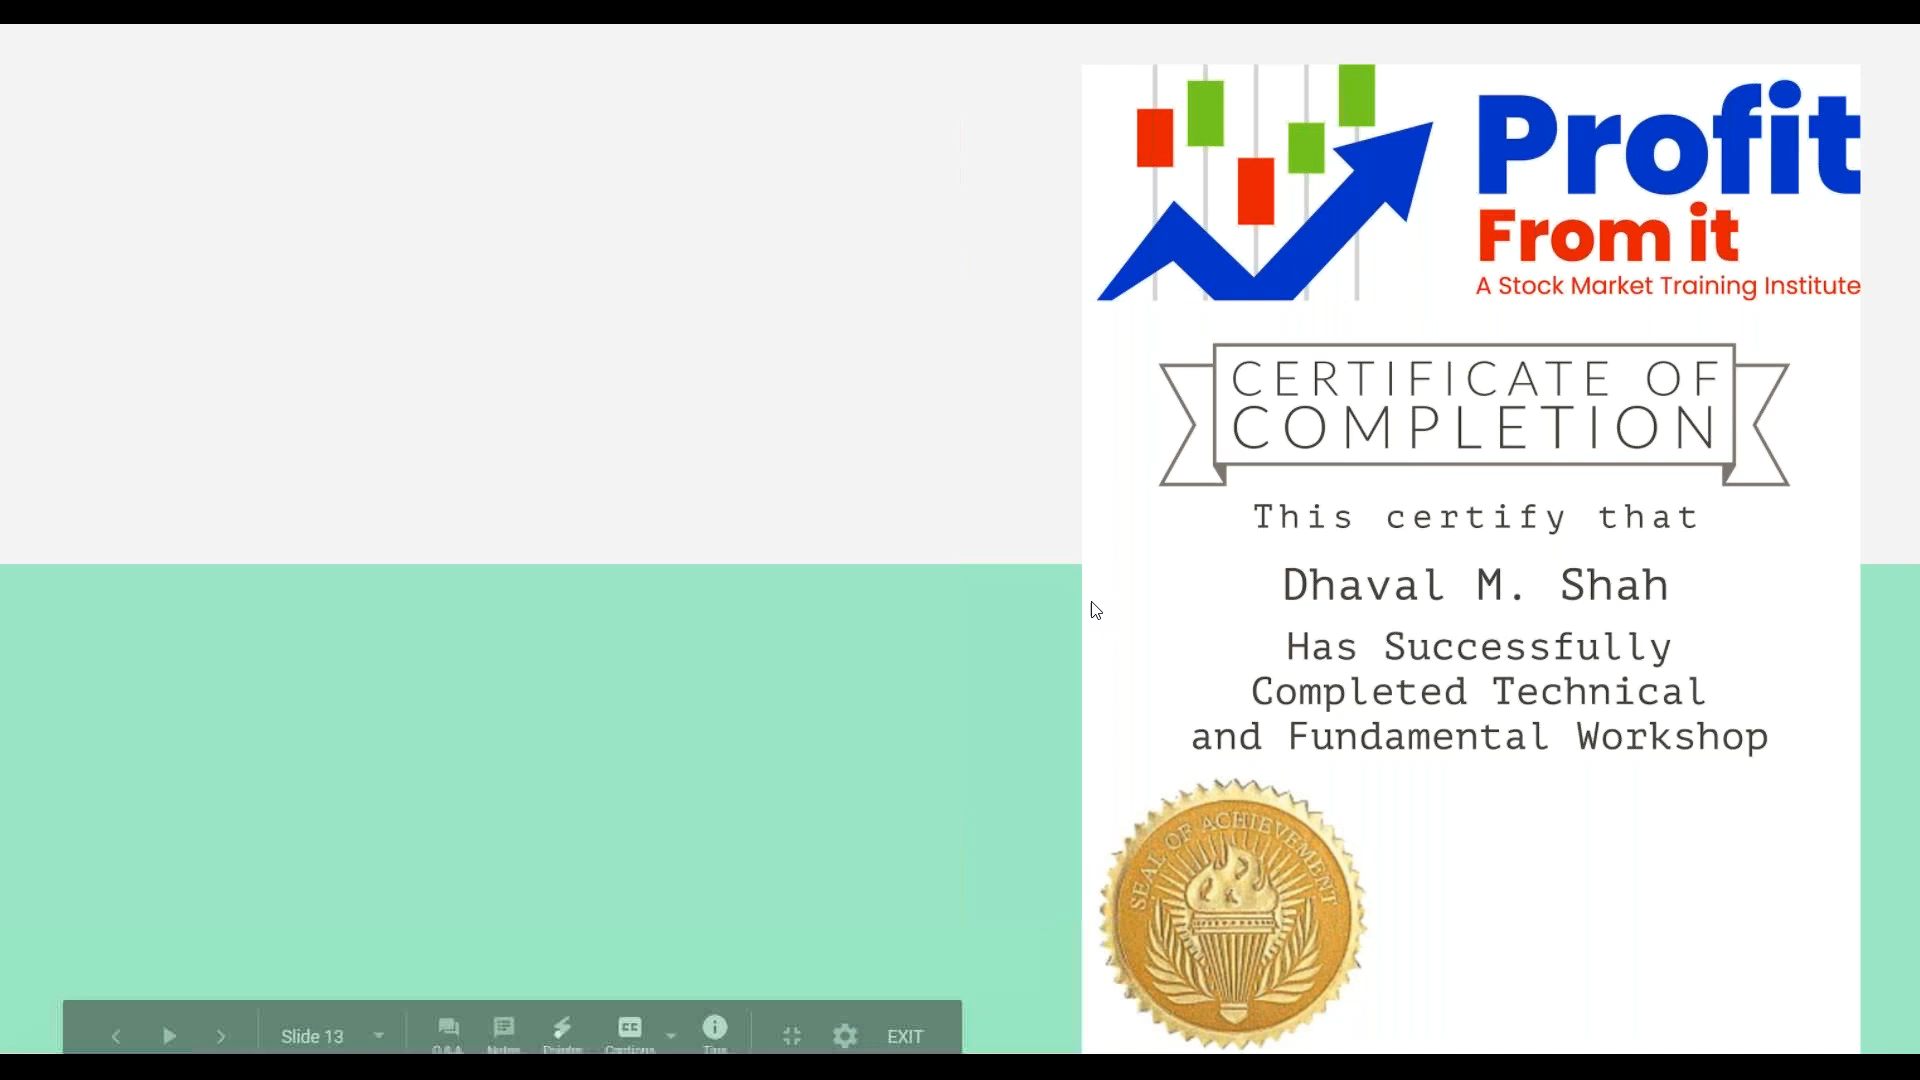 Profit
From it
A Stock Market Training Institute
CERTIFICATE OF
COMPLETION
This certify that
Dhaval M. Shah
Has Successfully
Completed Technical
and Fundamental Workshop
SEAL OF ACHIEVEMENT
Slide 13
EXIT